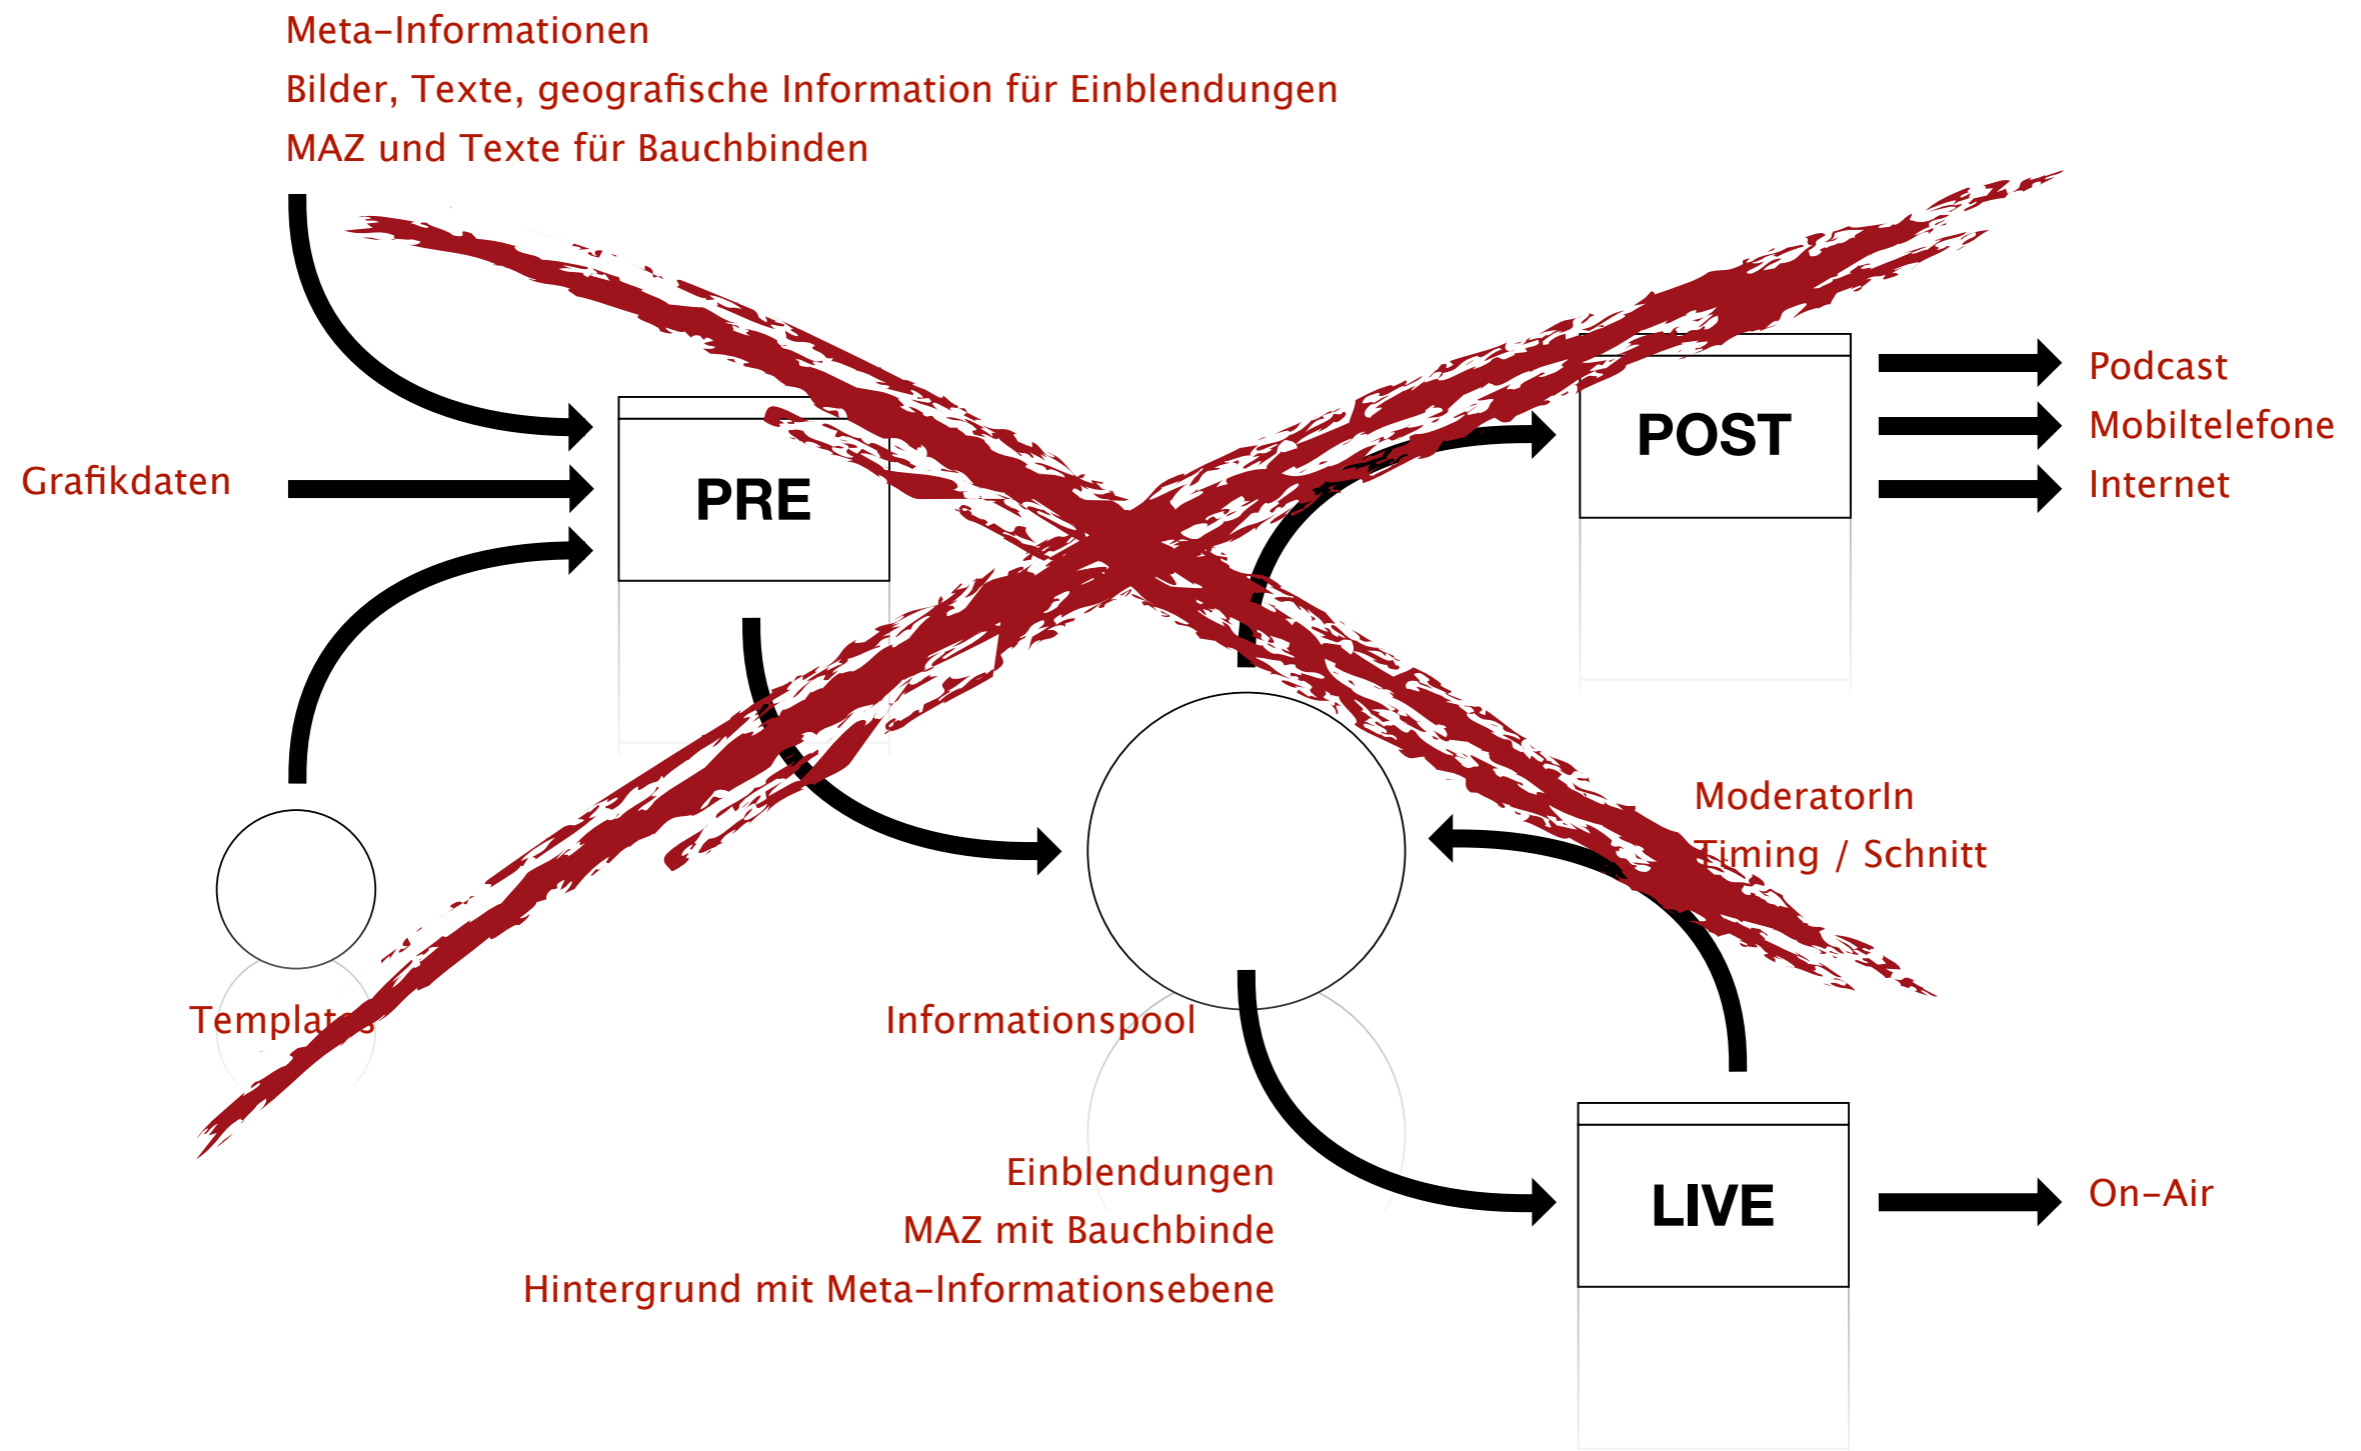 Meta-Informationen
Bilder, Texte, geografische Information für Einblendungen
MAZ und Texte für Bauchbinden
Grafikdaten
PRE
POST
Podcast
Mobiltelefone
Internet
ModeratorIn
Timing / Schnitt
Templates
Informationspool
Einblendungen
MAZ mit Bauchbinde
Hintergrund mit Meta-Informationsebene
LIVE
On-Air